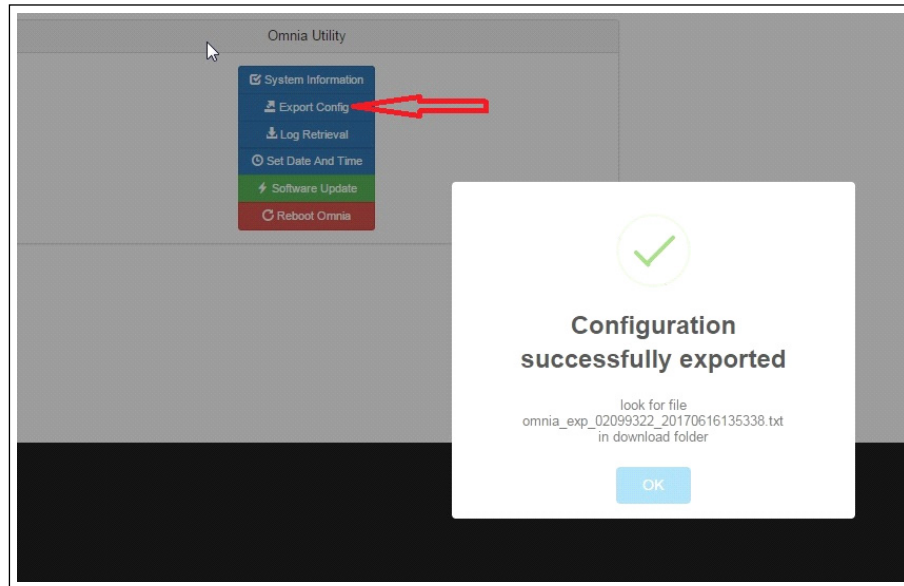 Omnia Utility
System Information
Export Config
Log Retrieval
Set Date And Time
Software Update
Reboot Omnia
Configuration
successfully exported
look for file
omnia_exp_02099322_20170616135338.txt
in download folder
OK